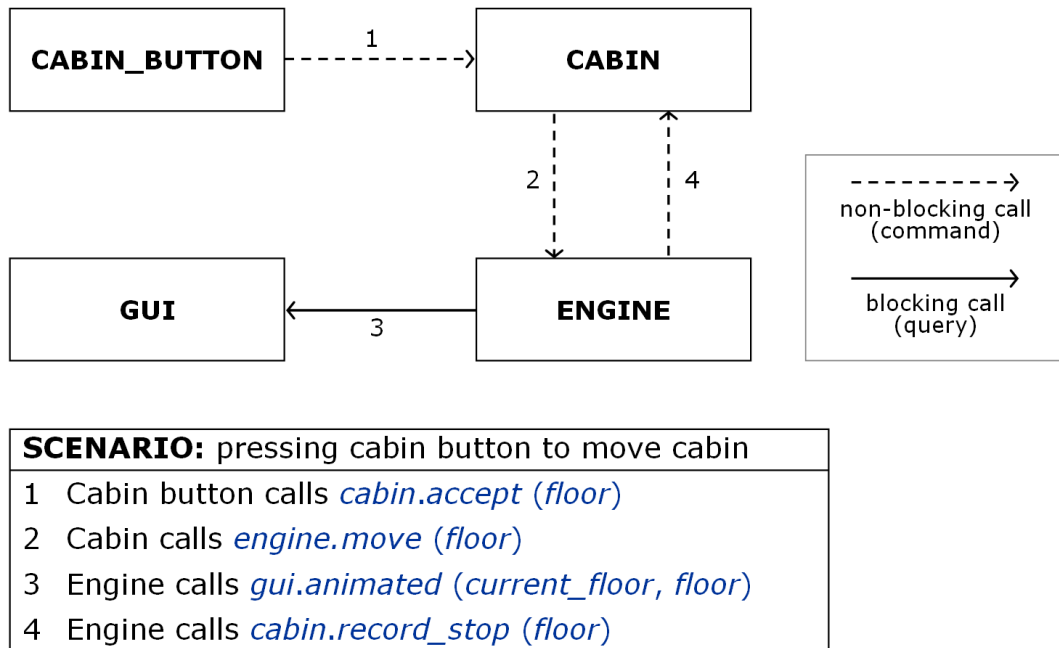 1
CABIN_BUTTON
CABIN
2
4
non-blocking call
(command)
GUI
3
ENGINE
blocking call
(query)
SCENARIO: pressing cabin button to move cabin
1 Cabin button calls cabin.accept (floor)
2 Cabin calls engine.move (floor)
3 Engine calls gui.animated (current_floor, floor)
4 Engine calls cabin.record_stop (floor)